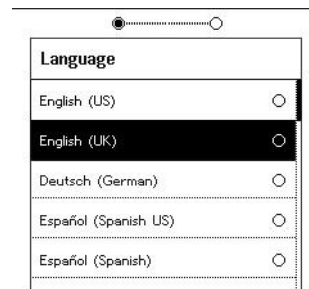 Language
English (US)
English (UK)
Deutsch (German)
Español (Spanish US)
Español (Spanish)